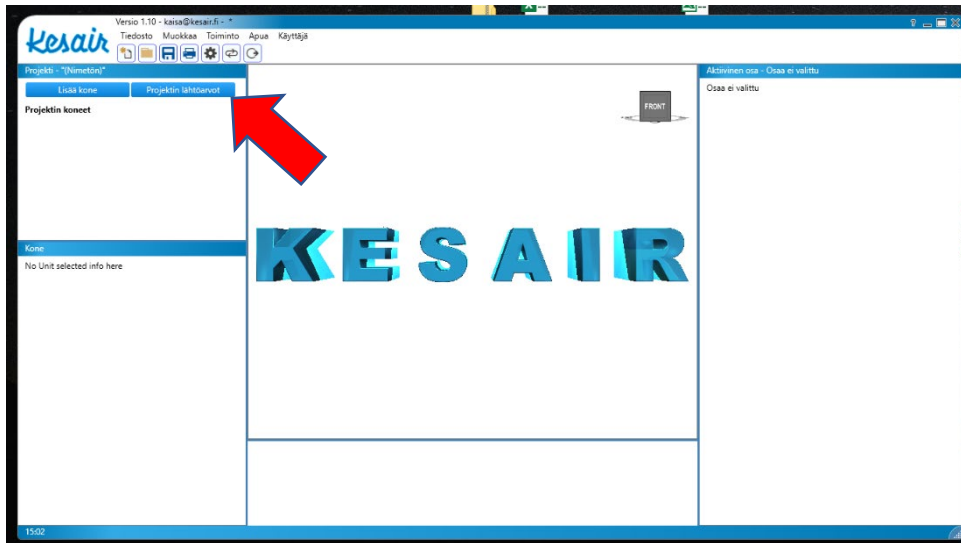 Versio 1.10 - kaisa@kesair.fi - *
Kesair
Tiedosto Muokkaa Toiminto Apua Käyttäjä
Projekti - "(Nimetön)"
Lisää kone Projektin lähtöarvot
Projektin koneet
Kone
No Unit selected info here
FRONT
KESAIR
Aktiivinen osa - Osaa ei valittu
Osaa ei valittu
15:02